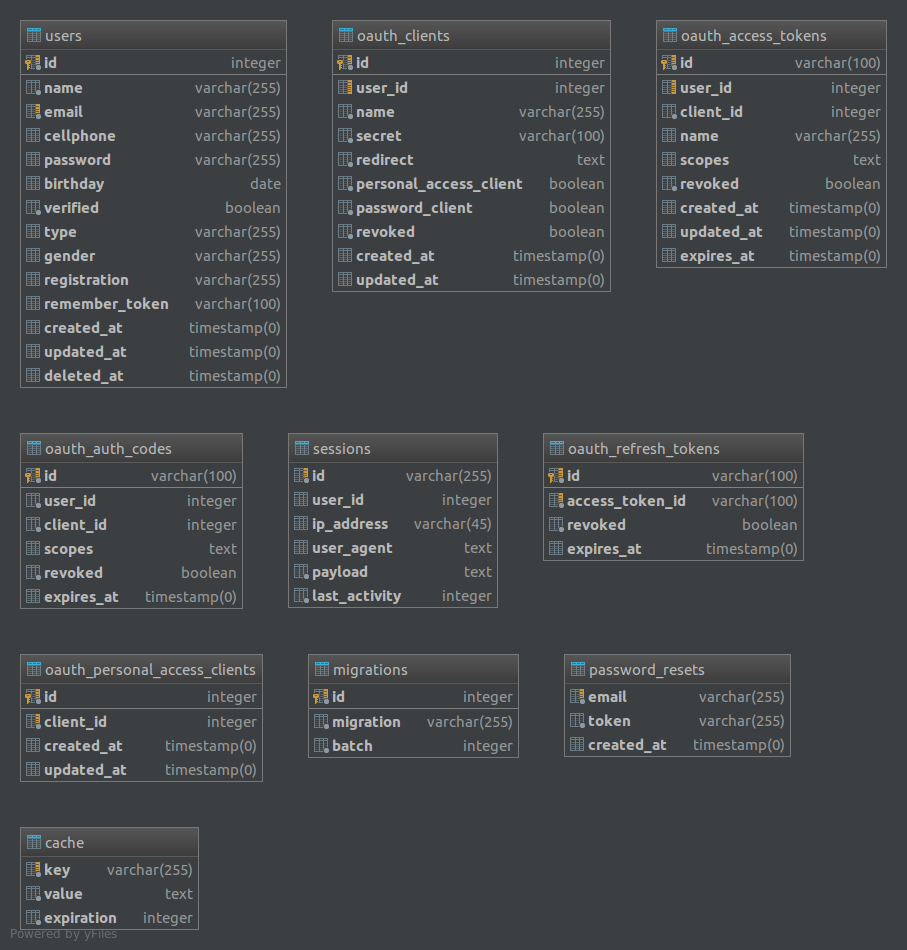 users
id integer
name varchar(255)
email varchar(255)
cellphone varchar(255)
password varchar(255)
birthday date
verified boolean
type varchar(255)
gender varchar(255)
registration varchar(255)
remember_token varchar(100)
created_at timestamp(0)
updated_at timestamp(0)
deleted_at timestamp(0)
oauth_clients
id integer
user_id integer
name varchar(255)
secret varchar(100)
redirect text
personal_access_client boolean
password_client boolean
revoked boolean
created_at timestamp(0)
updated_at timestamp(0)
oauth_access_tokens
id varchar(100)
user_id integer
client_id integer
name varchar(255)
scopes text
revoked boolean
created_at timestamp(0)
updated_at timestamp(0)
expires_at timestamp(0)
oauth_auth_codes
id varchar(100)
user_id integer
client_id integer
scopes text
revoked boolean
expires_at timestamp(0)
sessions
id varchar(255)
user_id integer
ip_address varchar(45)
user_agent text
payload text
last_activity integer
oauth_refresh_tokens
id varchar(100)
access_token_id varchar(100)
revoked boolean
expires_at timestamp(0)
oauth_personal_access_clients
id integer
client_id integer
created_at timestamp(0)
updated_at timestamp(0)
migrations
id integer
migration varchar(255)
batch integer
password_resets
email varchar(255)
token varchar(255)
created_at timestamp(0)
cache
key varchar(255)
value text
expiration integer
Powered by yFiles